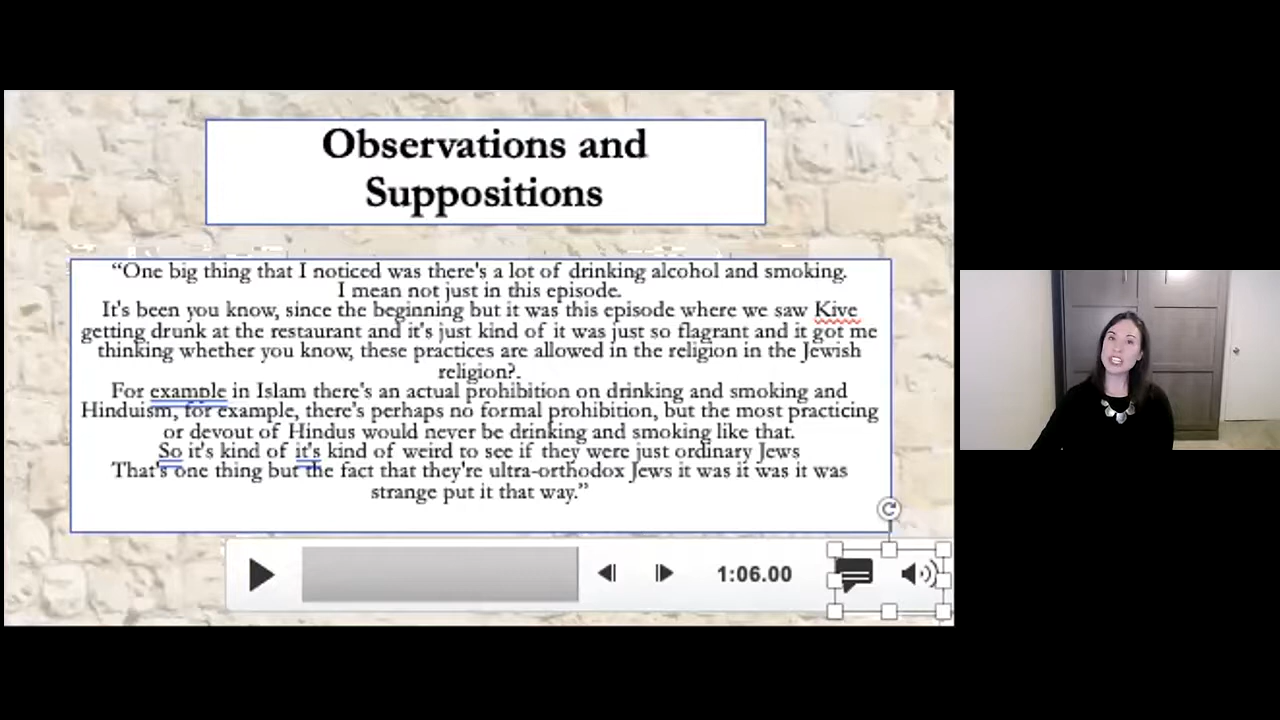 Observations and
Suppositions
“One big thing that I noticed was there's a lot of drinking alcohol and smoking.
I mean not just in this episode.
It's been you know, since the beginning but it was this episode where we saw Kive
getting drunk at the restaurant and it's just kind of it was just so flagrant and it got me
thinking whether you know, these practices are allowed in the religion in the Jewish
religion?.
For example in Islam there's an actual prohibition on drinking and smoking and
Hinduism, for example, there's perhaps no formal prohibition, but the most practicing
or devout of Hindus would never be drinking and smoking like that.
So it's kind of it's kind of weird to see if they were just ordinary Jews
That's one thing but the fact that they're ultra-orthodox Jews it was it was it was
strange put it that way.”
1:06.00